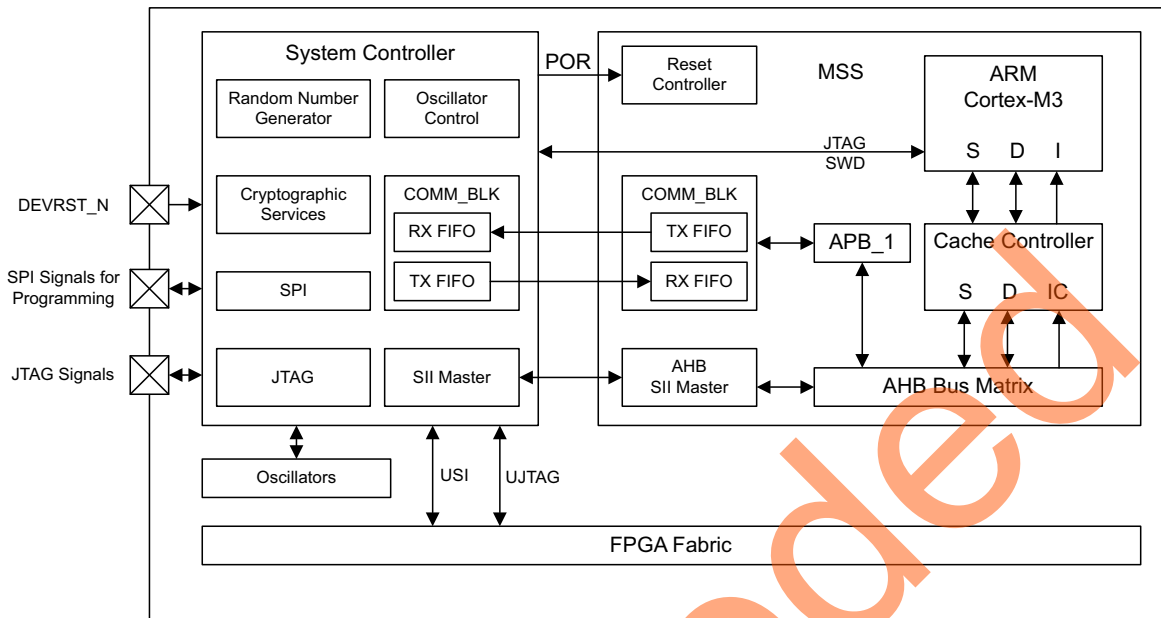 System Controller
Random Number
Generator
Oscillator
Control
Cryptographic
Services
COMM_BLK
RX FIFO
TX FIFO
SPI
JTAG
SII Master
DEVRST_N
SPI Signals for
Programming
JTAG Signals
POR
MSS
Reset
Controller
ARM
Cortex-M3
S D I
JTAG
SWD
COMM_BLK
TX FIFO
RX FIFO
APB_1
Cache Controller
S D IC
AHB
SII Master
AHB Bus Matrix
Oscillators
USI
UJTAG
FPGA Fabric
ded